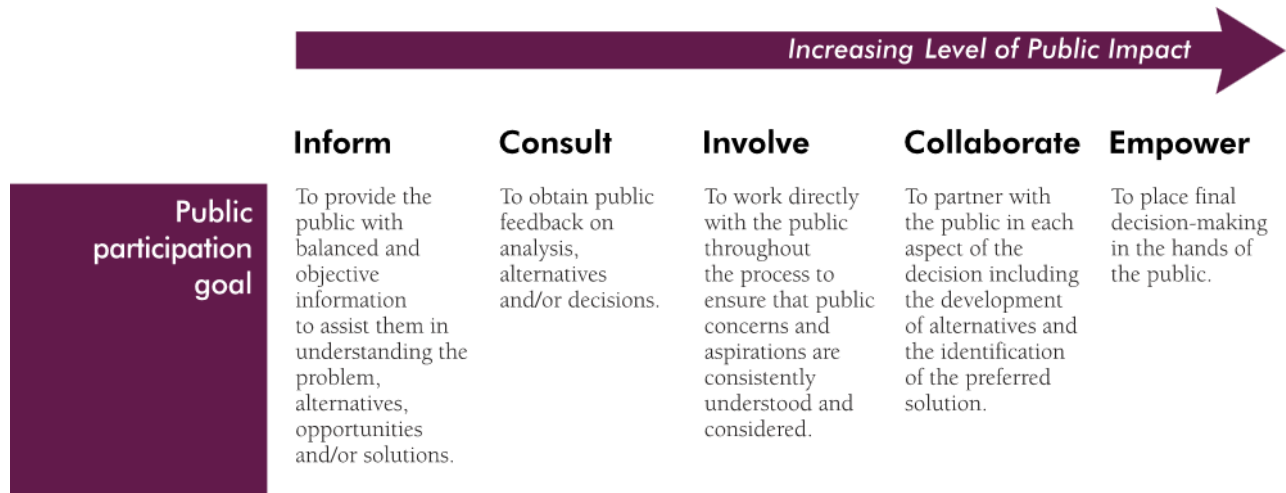 Increasing Level of Public Impact
Inform
Consult
Involve
Collaborate
Empower
Public
participation
goal
To provide the
public with
balanced and
objective
information
to assist them in
understanding the
problem,
alternatives,
opportunities
and/or solutions.
To obtain public
feedback on
analysis,
alternatives
and/or decisions.
To work directly
with the public
throughout
the process to
ensure that public
concerns and
aspirations are
consistently
understood and
considered.
To partner with
the public in each
aspect of the
decision including
the development
of alternatives and
the identification
of the preferred
solution.
To place final
decision-making
in the hands of
the public.